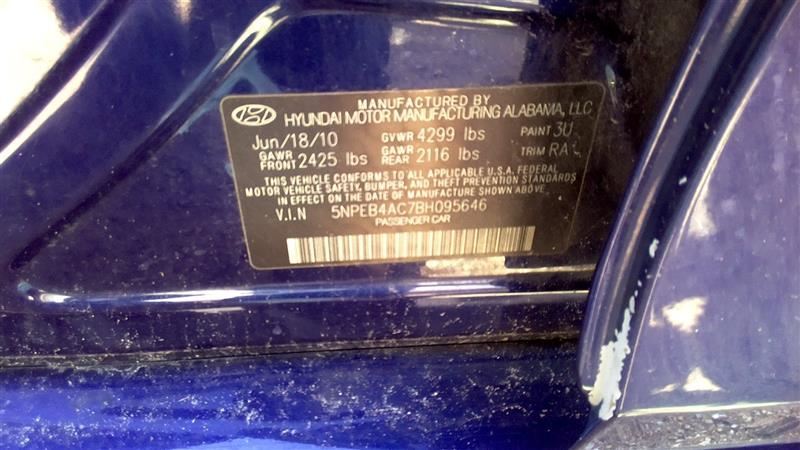 MANUFACTURED BY
HYUNDAI MOTOR MANUFACTURING ALABAMA, LLC
Jun/18/10 GVWR 4299 lbs PAINT 3U
GAWR FRONT 2425 lbs GAWR REAR 2116 lbs TRIM RA
THIS VEHICLE CONFORMS TO ALL APPLICABLE U.S.A. FEDERAL
MOTOR VEHICLE SAFETY, BUMPER, AND THEFT PREVENTION STANDARDS
IN EFFECT ON THE DATE OF MANUFACTURE SHOWN ABOVE.
V.I.N 5NPEB4AC7BH095646
PASSENGER CAR